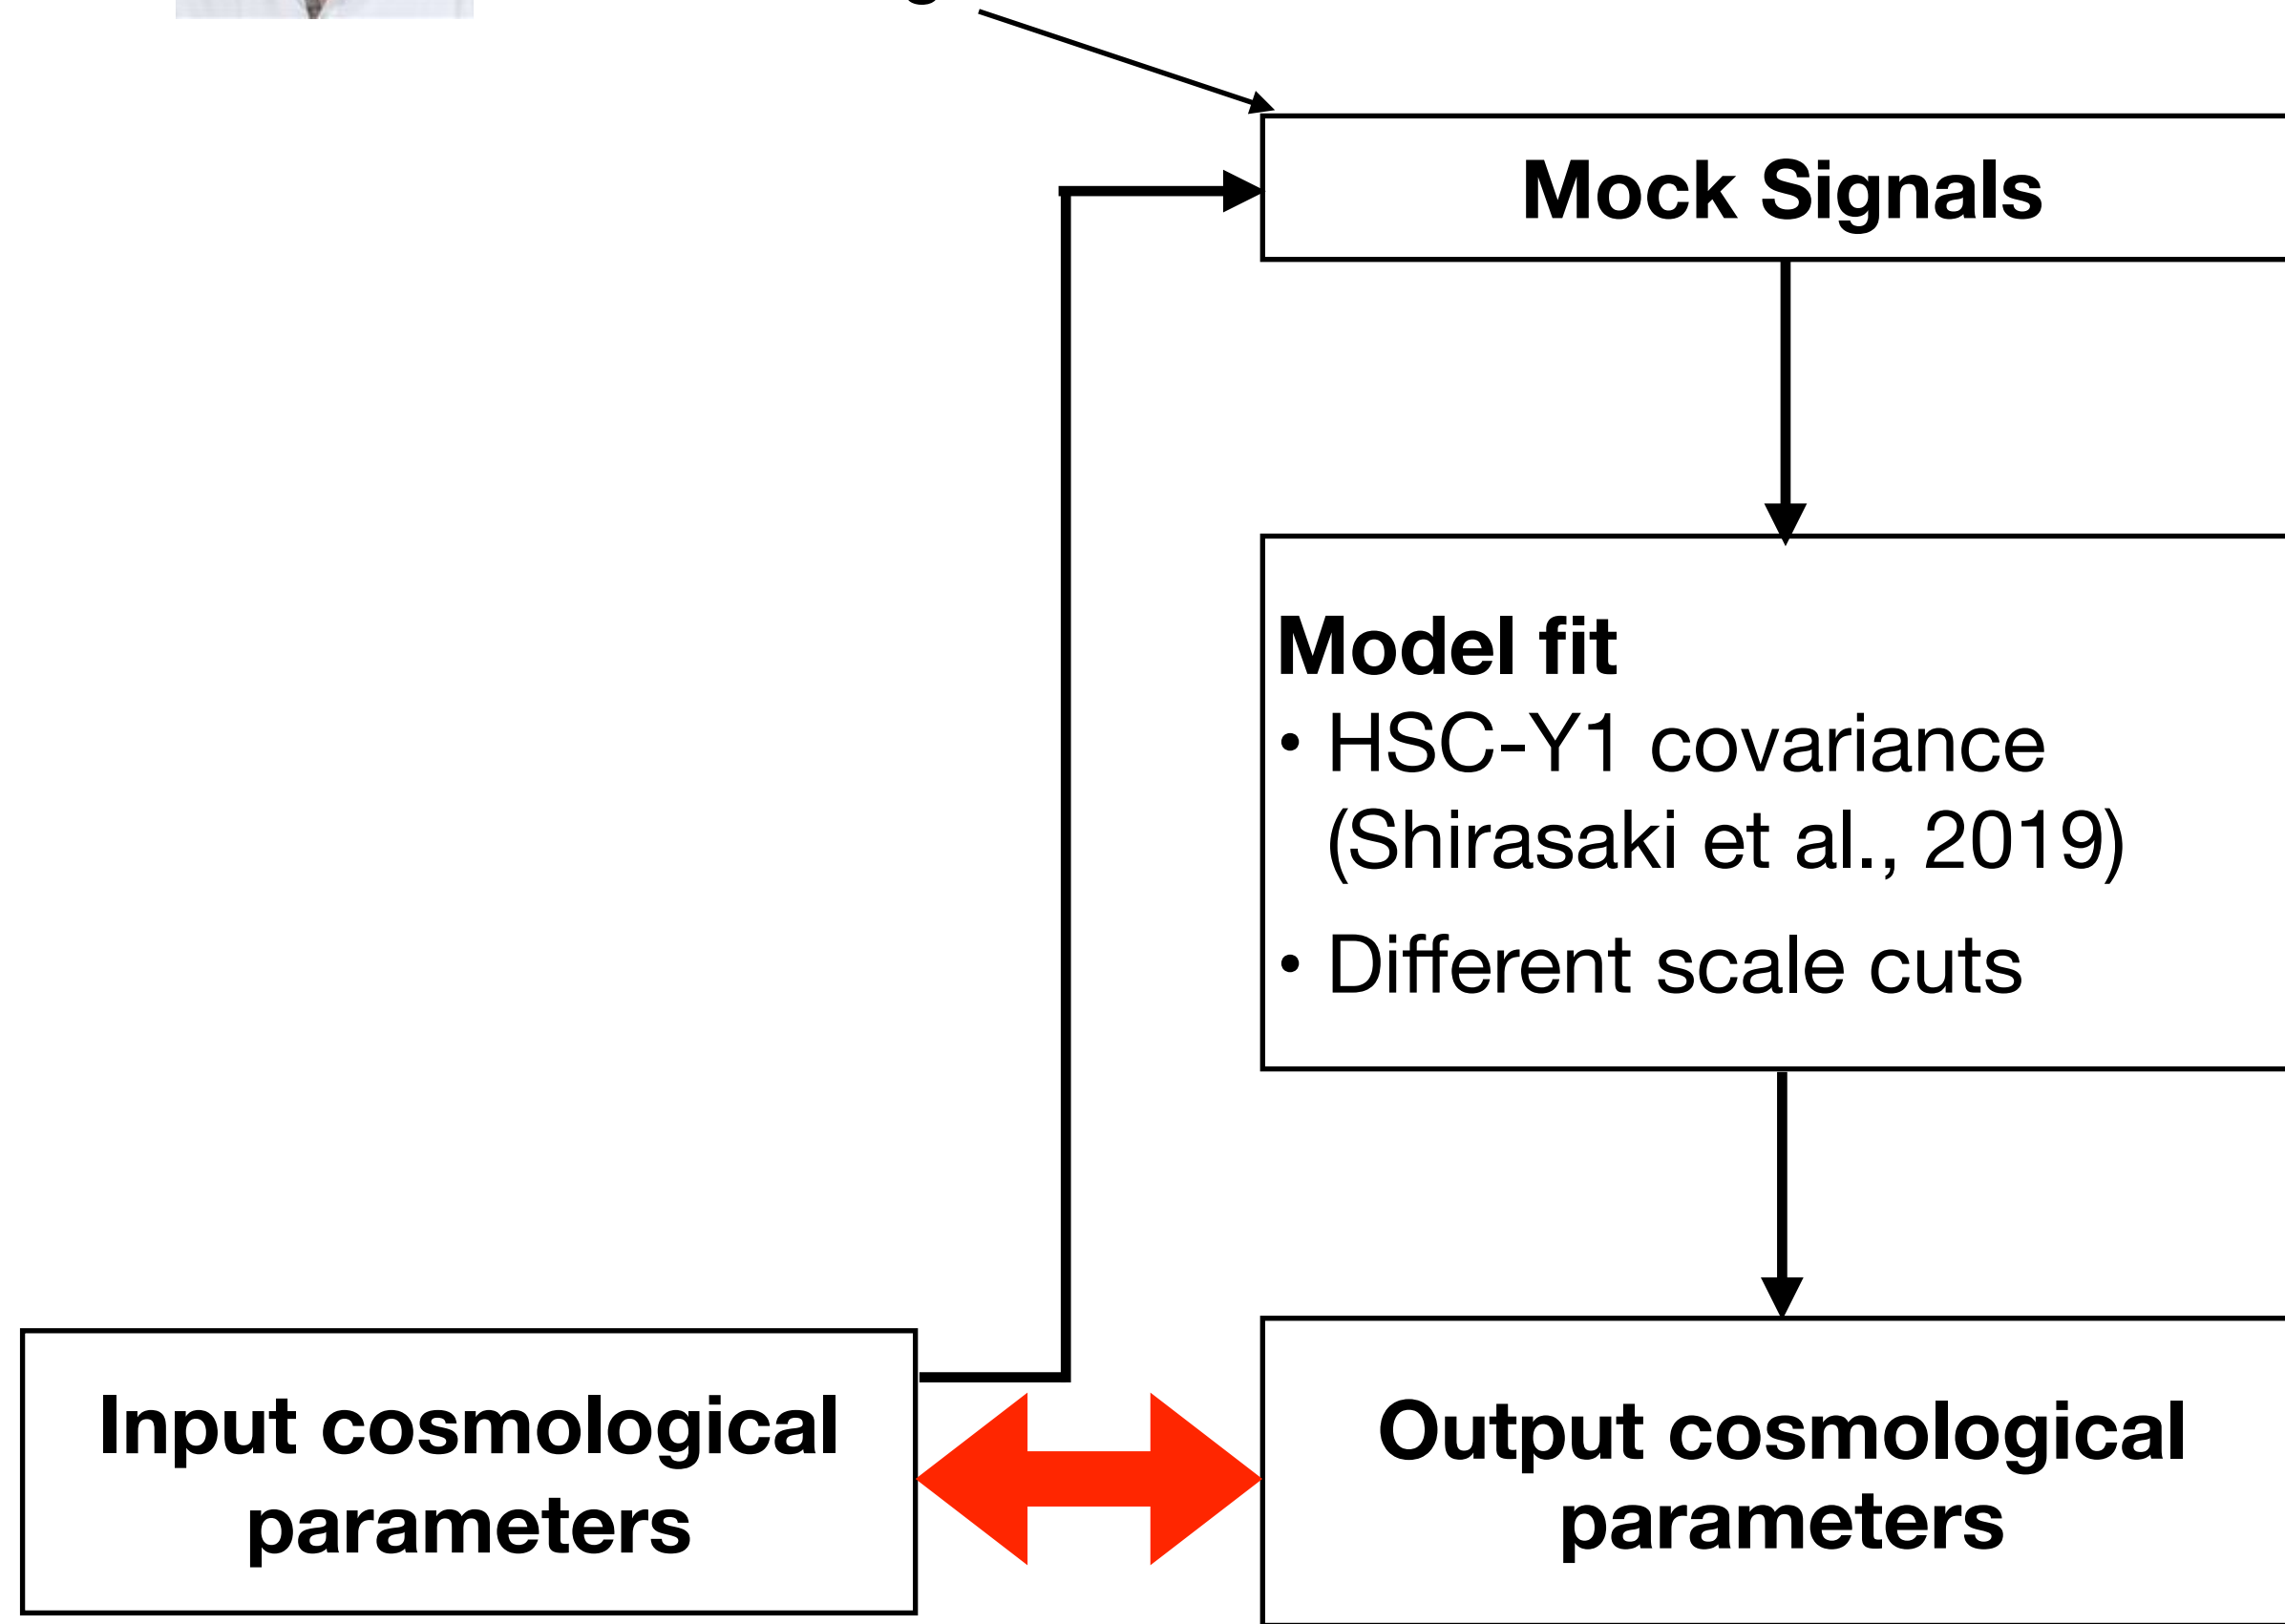 Mock Signals
Model fit
• HSC-Y1 covariance
(Shirasaki et al., 2019)
• Different scale cuts
Input cosmological
parameters
Output cosmological
parameters